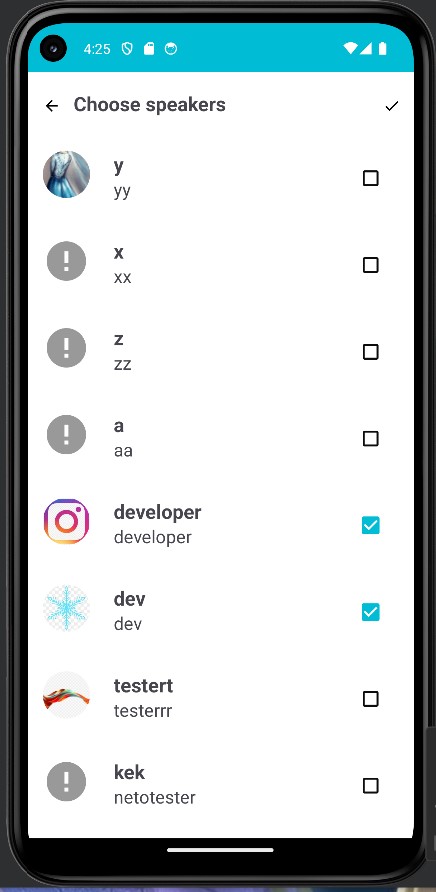 4:25
Choose speakers
y
yy
x
xx
z
zz
a
aa
developer
developer
dev
dev
testert
testerrr
kek
netotester